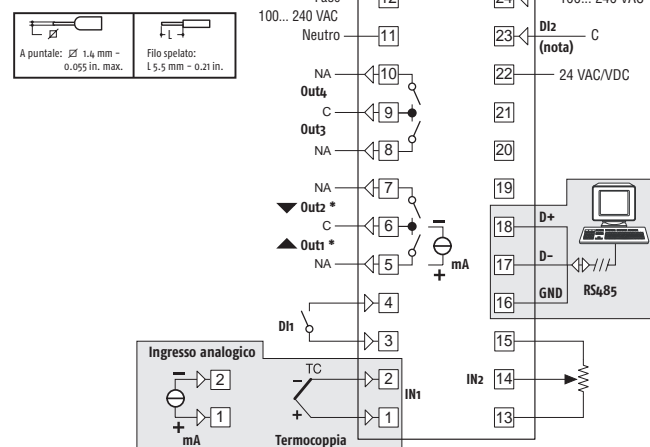 12
24
100... 240 VAC
100... 240 VAC
Neutro
11
23
DI2
(nota)
C
A puntale: Ø 1.4 mm -
0.055 in. max.
L
Filo spelato:
L 5.5 mm - 0.21 in.
NA
10
22
24 VAC/VDC
Out4
C
9
21
Out3
NA
8
20
NA
7
19
▼ Out2 *
C
6
▲ Out1 *
NA
5
mA
18
D+
17
D-
16
GND
RS485
4
DI1
3
15
Ingresso analogico
2
1
mA
TC
2
IN1
1
Termocoppia
IN2
14
13